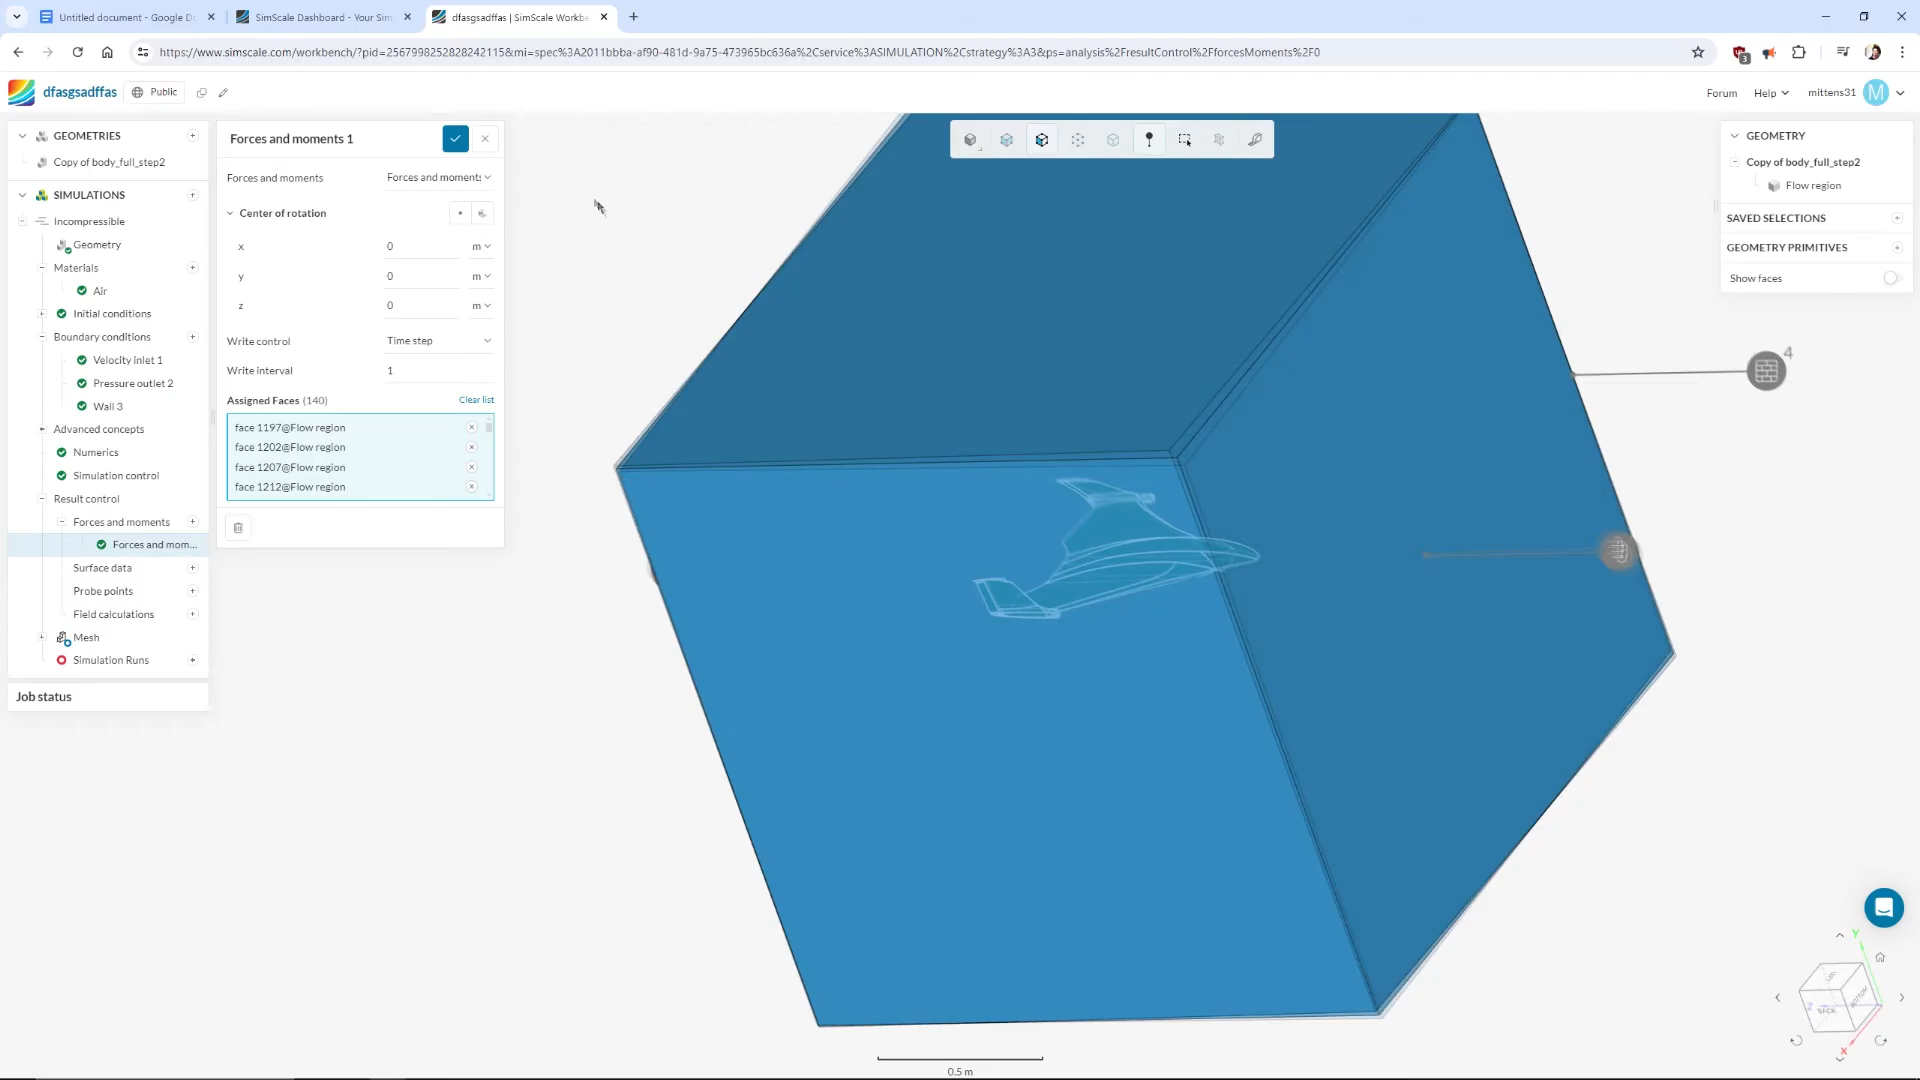 Untitled document - Google Do
SimScale Dashboard - Your Sim
dfasgsadffas | SimScale Workbe
https://www.simscale.com/workbench/?pid=2567998252828242115&mi=spec%3A2011bbba-af90-481d-9a75-473965bc636a%2Cservice%3ASIMULATION%2Cstrategy%3A3&ps=analysis%2FresultControl%2FforcesMoments%2F0
3
dfasgsadffas
Public
Forum
Help
mittens31
M
GEOMETRIES
Copy of body_full_step2
SIMULATIONS
Incompressible
Geometry
Materials
Air
Initial conditions
Boundary conditions
Velocity inlet 1
Pressure outlet 2
Wall 3
Advanced concepts
Numerics
Simulation control
Result control
Forces and moments
Forces and mom...
Surface data
Probe points
Field calculations
Mesh
Simulation Runs
Job status
Forces and moments 1
Forces and moments
Forces and moments
Center of rotation
x 0 m
y 0 m
z 0 m
Write control Time step
Write interval 1
Assigned Faces (140) Clear list
face 1197@Flow region
face 1202@Flow region
face 1207@Flow region
face 1212@Flow region
GEOMETRY
Copy of body_full_step2
Flow region
SAVED SELECTIONS
GEOMETRY PRIMITIVES
Show faces
4
0.5 m
Y
BACK
BOTTOM
X